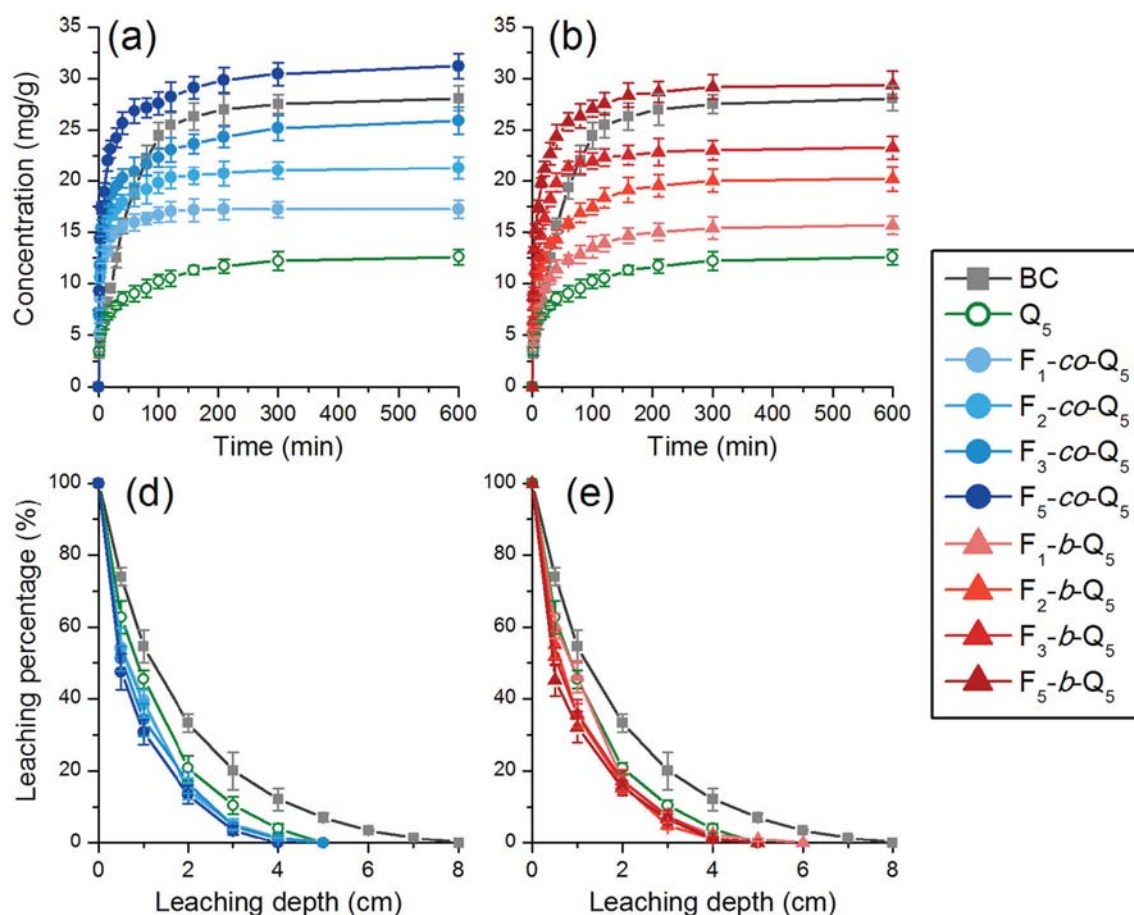 (a)
(b)
Concentration (mg/g)
35
30
25
20
15
10
5
0
0 100 200 300 400 500 600
Time (min)
35
30
25
20
15
10
5
0
0 100 200 300 400 500 600
Time (min)
(d)
(e)
Leaching percentage (%)
100
80
60
40
20
0
0 2 4 6 8
Leaching depth (cm)
100
80
60
40
20
0
0 2 4 6 8
Leaching depth (cm)
BC
Q5
F1-co-Q5
F2-co-Q5
F3-co-Q5
F5-co-Q5
F1-b-Q5
F2-b-Q5
F3-b-Q5
F5-b-Q5